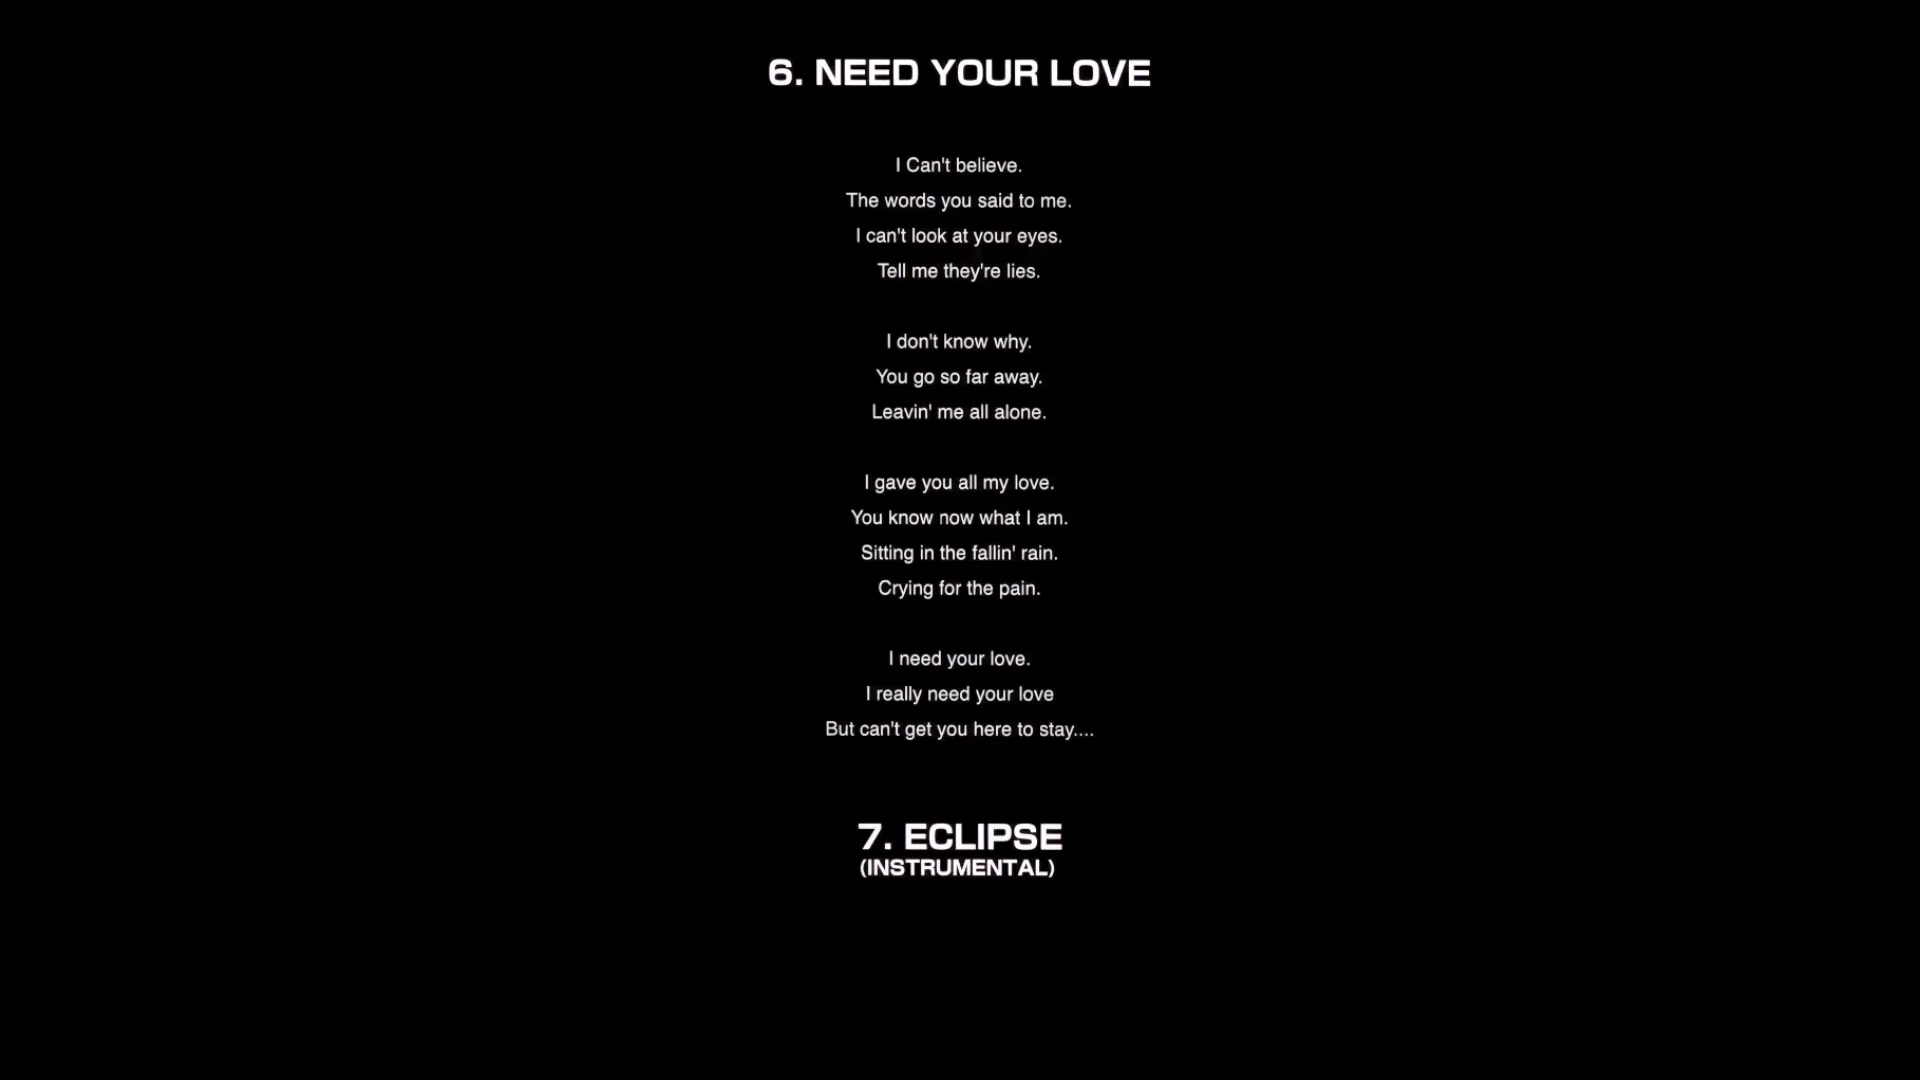 6. NEED YOUR LOVE
I Can't believe.
The words you said to me.
I can't look at your eyes.
Tell me they're lies.
I don't know why.
You go so far away.
Leavin' me all alone.
I gave you all my love.
You know now what I am.
Sitting in the fallin' rain.
Crying for the pain.
I need your love.
I really need your love
But can't get you here to stay....
7. ECLIPSE
(INSTRUMENTAL)